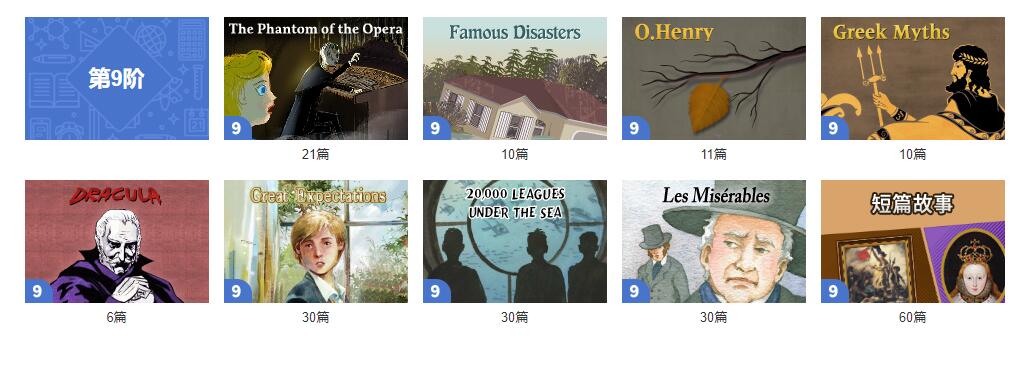 第9阶
The Phantom of the Opera
9
21篇
Famous Disasters
9
10篇
O.Henry
9
11篇
Greek Myths
9
10篇
DRACULA
9
6篇
Great Expectations
9
30篇
20,000 LEAGUES
UNDER THE SEA
9
30篇
Les Misérables
9
30篇
短篇故事
9
60篇